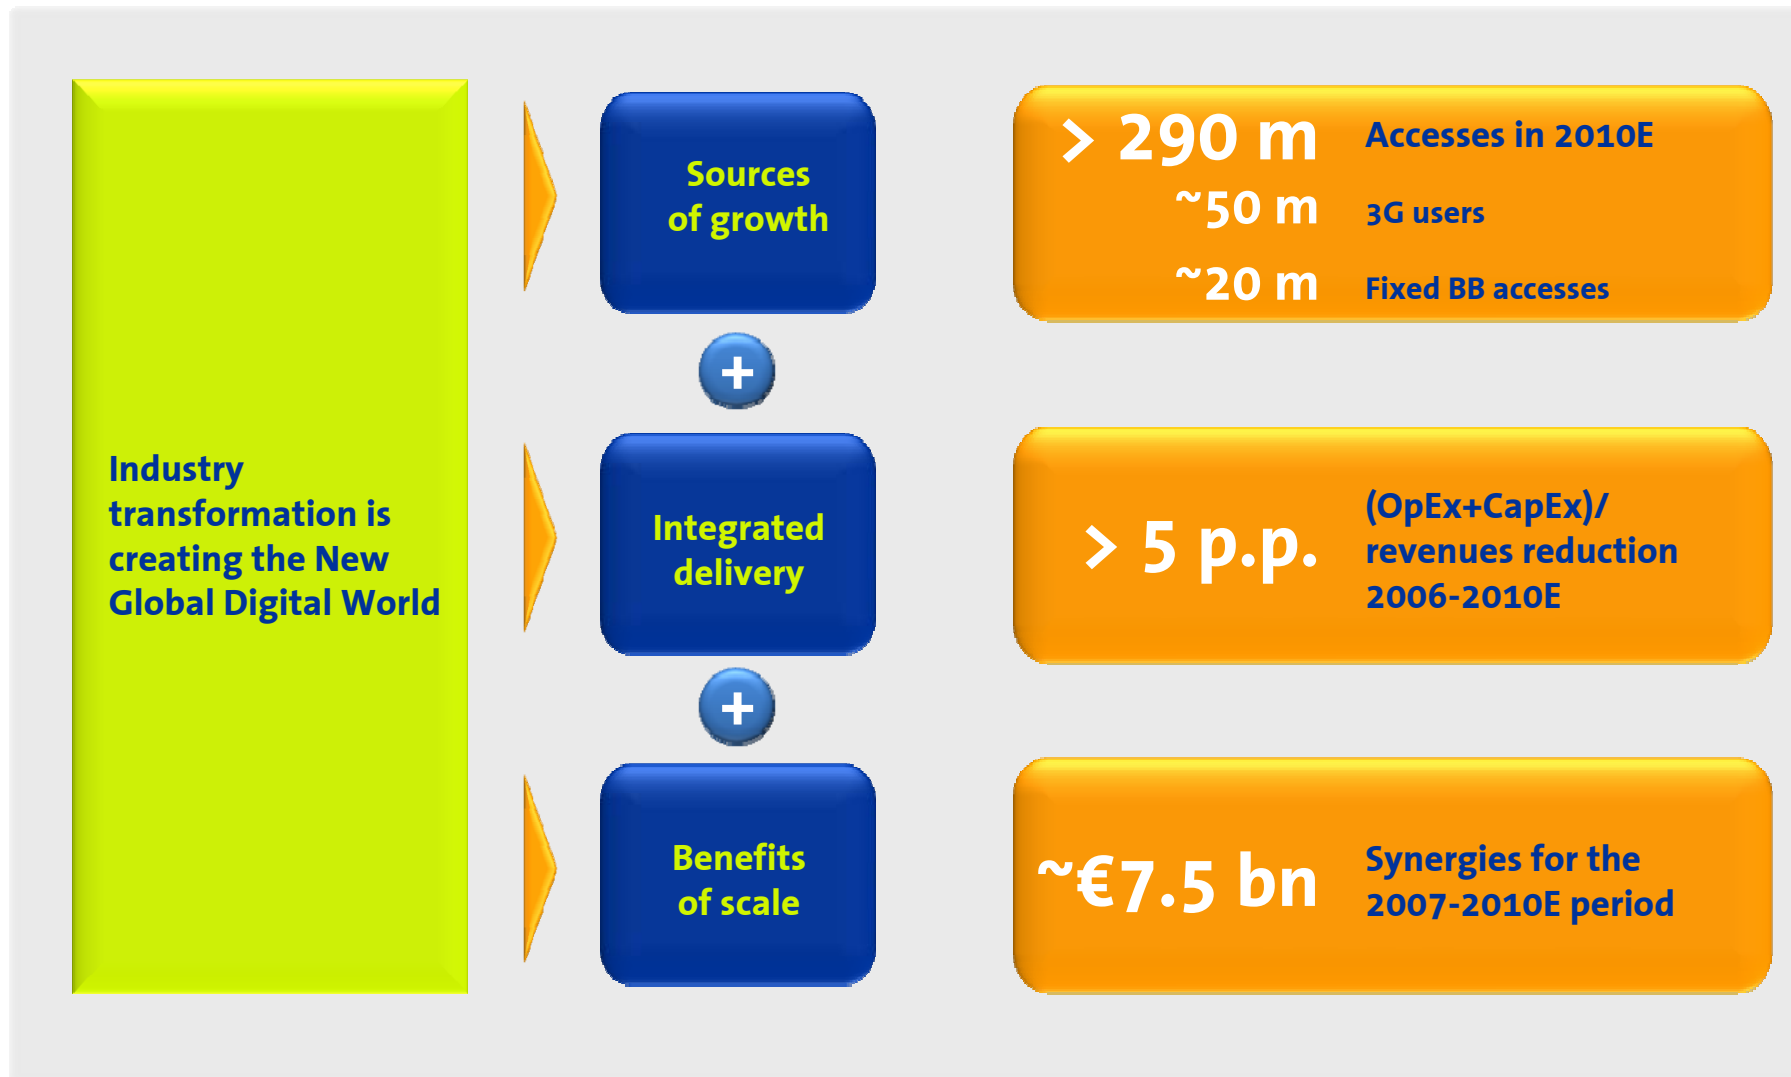 Industry
transformation is
creating the New
Global Digital World
Sources
of growth
> 290 m Accesses in 2010E
~50 m 3G users
~20 m Fixed BB accesses
+
Integrated
delivery
> 5 p.p.
(OpEx+CapEx)/
revenues reduction
2006-2010E
+
Benefits
of scale
~€7.5 bn
Synergies for the
2007-2010E period